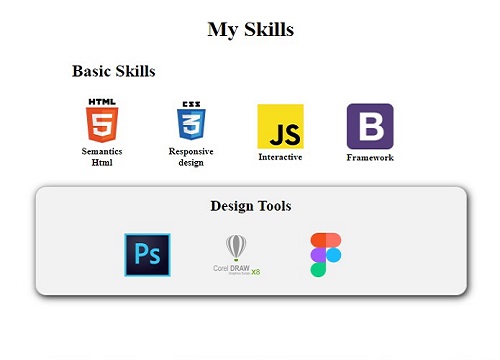 My Skills
Basic Skills
HTML
5
Semantics
Html
CSS
3
Responsive
design
JS
Interactive
B
Framework
Design Tools
Ps
Corel DRAW
X8